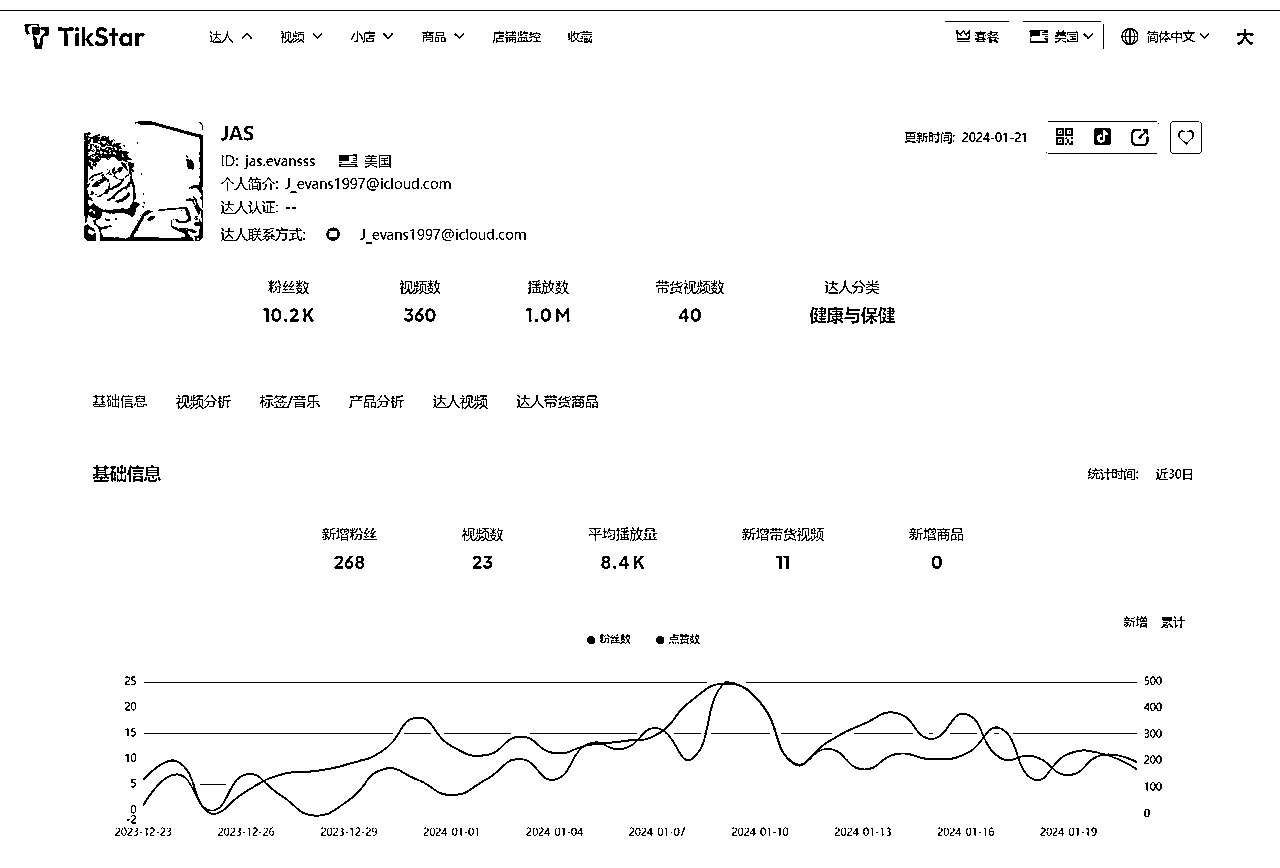 TikStar 达人 视频 小店 商品 店铺监控 收藏 套餐 美国 简体中文 大
JAS
更新时间: 2024-01-21
ID: jas.evansss 美国
个人简介: J_evans1997@icloud.com
达人认证: --
达人联系方式: J_evans1997@icloud.com
粉丝数 视频数 播放数 带货视频数 达人分类
10.2K 360 1.0M 40 健康与保健
基础信息 视频分析 标签/音乐 产品分析 达人视频 达人带货商品
基础信息 统计时间: 近30日
新增粉丝 视频数 平均播放量 新增带货视频 新增商品
268 23 8.4K 11 0
新增 累计
粉丝数 点赞数
25 500
20 400
15 300
10 200
5 100
0 0
-2
2023-12-23 2023-12-26 2023-12-29 2024-01-01 2024-01-04 2024-01-07 2024-01-10 2024-01-13 2024-01-16 2024-01-19